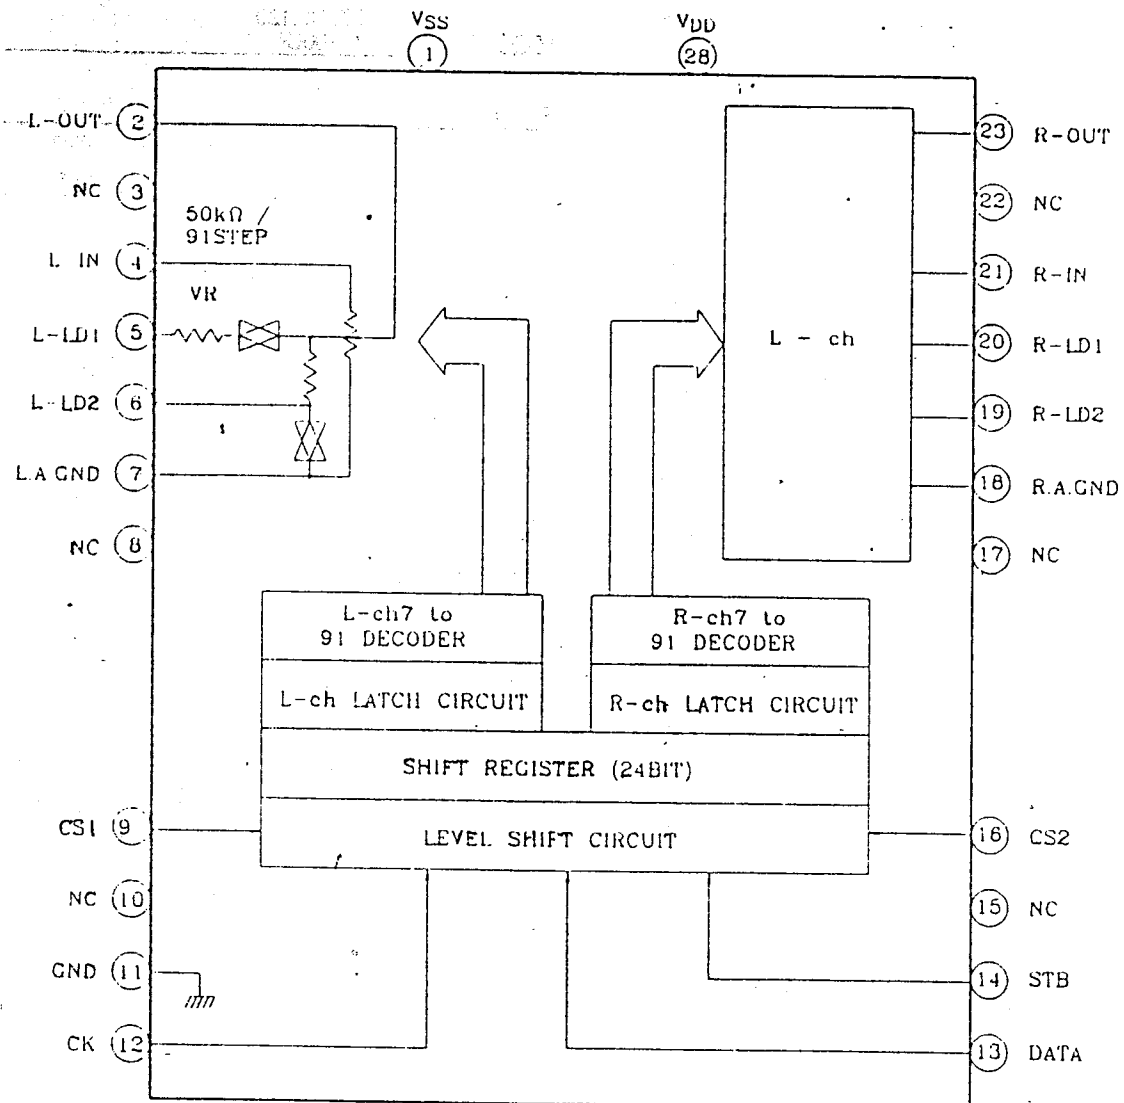 VSS
VDD
1
28
L-OUT 2
NC 3
50kΩ /
91STEP
L IN 4
VR
L-LD1 5
L-LD2 6
L.A GND 7
NC 8
L - ch
23 R-OUT
22 NC
21 R-IN
20 R-LD1
19 R-LD2
18 R.A.GND
17 NC
L-ch7 to
91 DECODER
R-ch7 to
91 DECODER
L-ch LATCH CIRCUIT
R-ch LATCH CIRCUIT
SHIFT REGISTER (24BIT)
LEVEL SHIFT CIRCUIT
CS1 9
NC 10
GND 11
CK 12
16 CS2
15 NC
14 STB
13 DATA